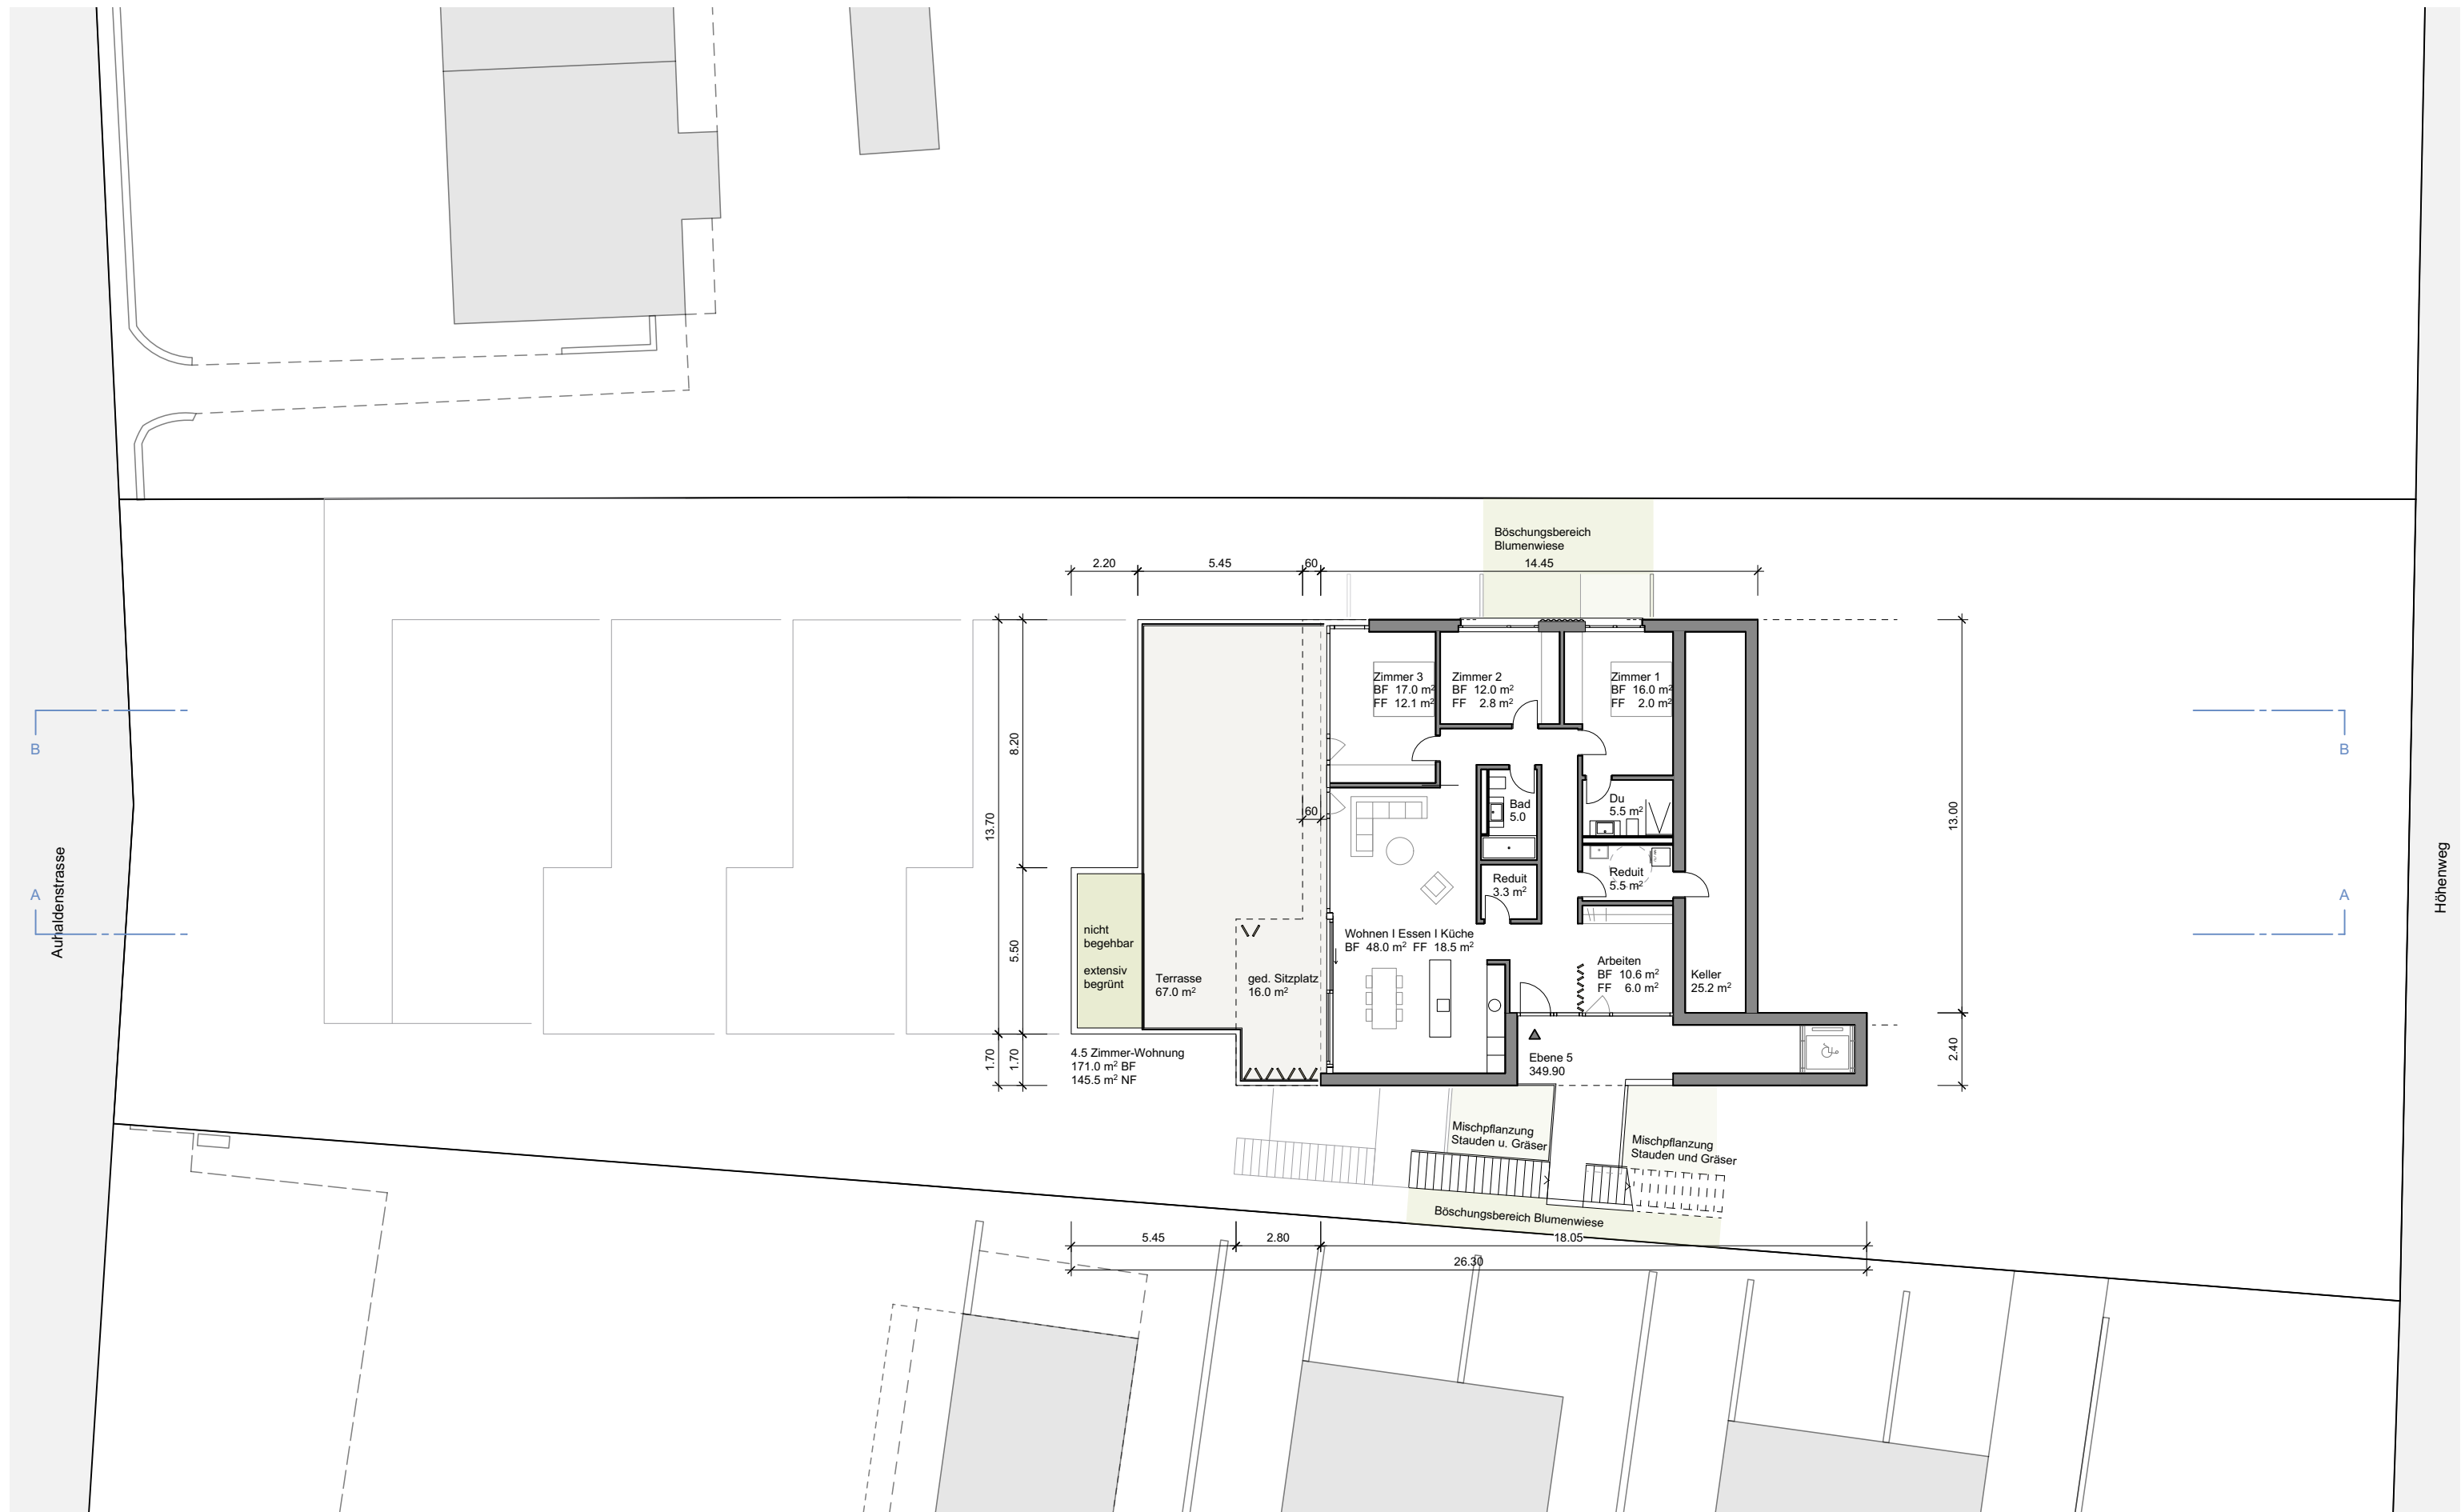 Böschungsbereich
Blumenwiese
2.20
5.45
60
14.45
Zimmer 3
BF 17.0 m²
FF 12.1 m²
Zimmer 2
BF 12.0 m²
FF 2.8 m²
Zimmer 1
BF 16.0 m²
FF 2.0 m²
B
B
8.20
13.70
60
13.00
Bad
5.0
Du
5.5 m²
Reduit
3.3 m²
Reduit
5.5 m²
A
A
Auhaldenstrasse
Höhenweg
nicht
begehbar
extensiv
begrünt
5.50
Terrasse
67.0 m²
ged. Sitzplatz
16.0 m²
Wohnen I Essen I Küche
BF 48.0 m² FF 18.5 m²
Arbeiten
BF 10.6 m²
FF 6.0 m²
Keller
25.2 m²
1.70
1.70
2.40
4.5 Zimmer-Wohnung
171.0 m² BF
145.5 m² NF
Ebene 5
349.90
Mischpflanzung
Stauden u. Gräser
Mischpflanzung
Stauden und Gräser
Böschungsbereich Blumenwiese
5.45
2.80
18.05
26.30